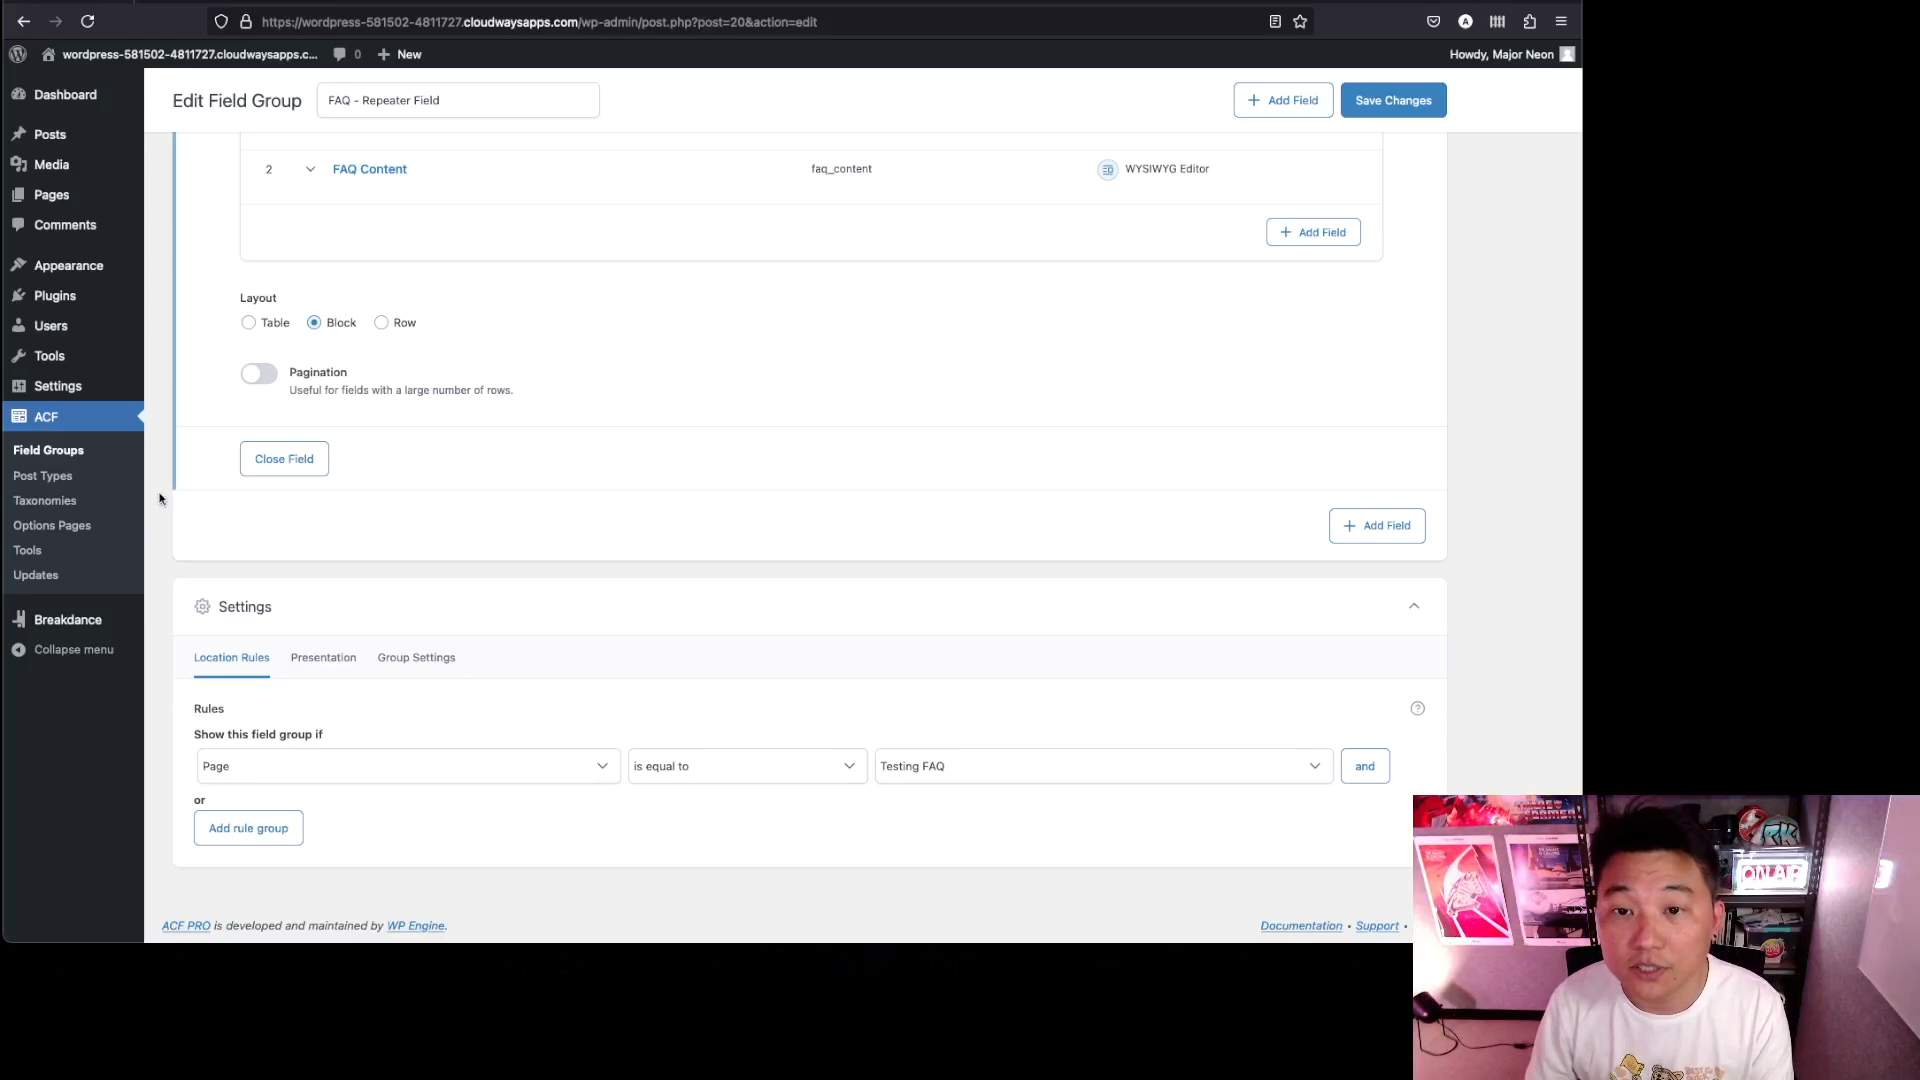 https://wordpress-581502-4811727.cloudwaysapps.com/wp-admin/post.php?post=20&action=edit
wordpress-581502-4811727.cloudwaysapps.c... 0 + New
Howdy, Major Neon
Dashboard
Posts
Media
Pages
Comments
Appearance
Plugins
Users
Tools
Settings
ACF
Field Groups
Post Types
Taxonomies
Options Pages
Tools
Updates
Breakdance
Collapse menu
Edit Field Group
FAQ - Repeater Field
+ Add Field
Save Changes
2 FAQ Content faq_content WYSIWYG Editor
+ Add Field
Layout
Table Block Row
Pagination
Useful for fields with a large number of rows.
Close Field
+ Add Field
Settings
Location Rules Presentation Group Settings
Rules
Show this field group if
Page is equal to Testing FAQ and
or
Add rule group
ACF PRO is developed and maintained by WP Engine.
Documentation • Support •
ON AIR